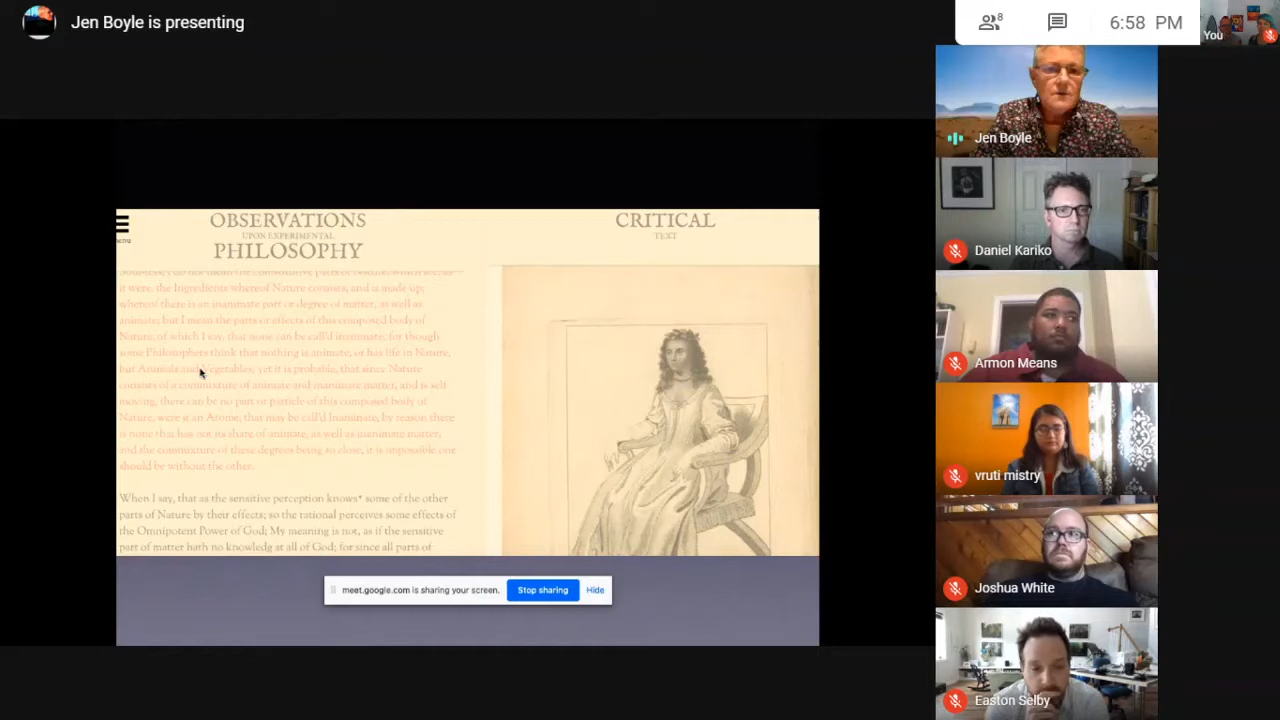 Jen Boyle is presenting
8
6:58 PM
You
Jen Boyle
Daniel Kariko
Armon Means
vruti mistry
Joshua White
Easton Selby
OBSERVATIONS
UPON EXPERIMENTAL
PHILOSOPHY
CRITICAL
TEXT
it were, the Ingredients whereof Nature consists, and is made up;
whereof there is an inanimate part or degree of matter, as well as
animate; but I mean the parts or effects of this composed body of
Nature, of which I say, that none can be call'd inanimate; for though
some Philosophers think that nothing is animate, or has life in Nature,
but Animals and Vegetables; yet it is probable, that since Nature
consists of a commixture of animate and inanimate matter, and is self
moving, there can be no part or particle of this composed body of
Nature, were it an Atome, that may be call'd Inanimate, by reason there
is none that has not its share of animate, as well as inanimate matter,
and the commixture of these degrees being so close, it is impossible one
should be without the other.
When I say, that as the sensitive perception knows* some of the other
parts of Nature by their effects; so the rational perceives some effects of
the Omnipotent Power of God; My meaning is not, as if the sensitive
part of matter hath no knowledg at all of God; for since all parts of
meet.google.com is sharing your screen.
Stop sharing
Hide